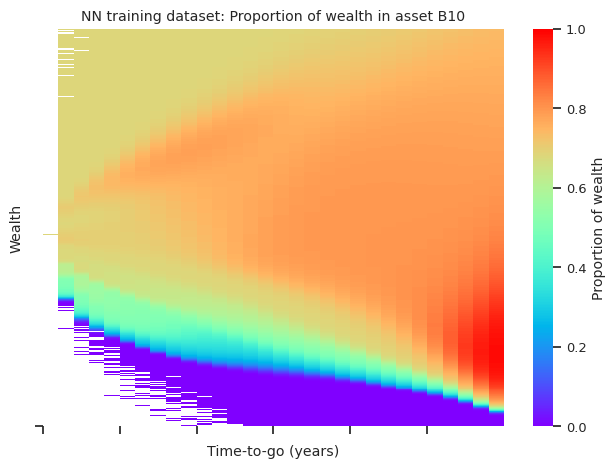 NN training dataset: Proportion of wealth in asset B10
Wealth
Time-to-go (years)
1.0
0.8
0.6
0.4
0.2
0.0
Proportion of wealth